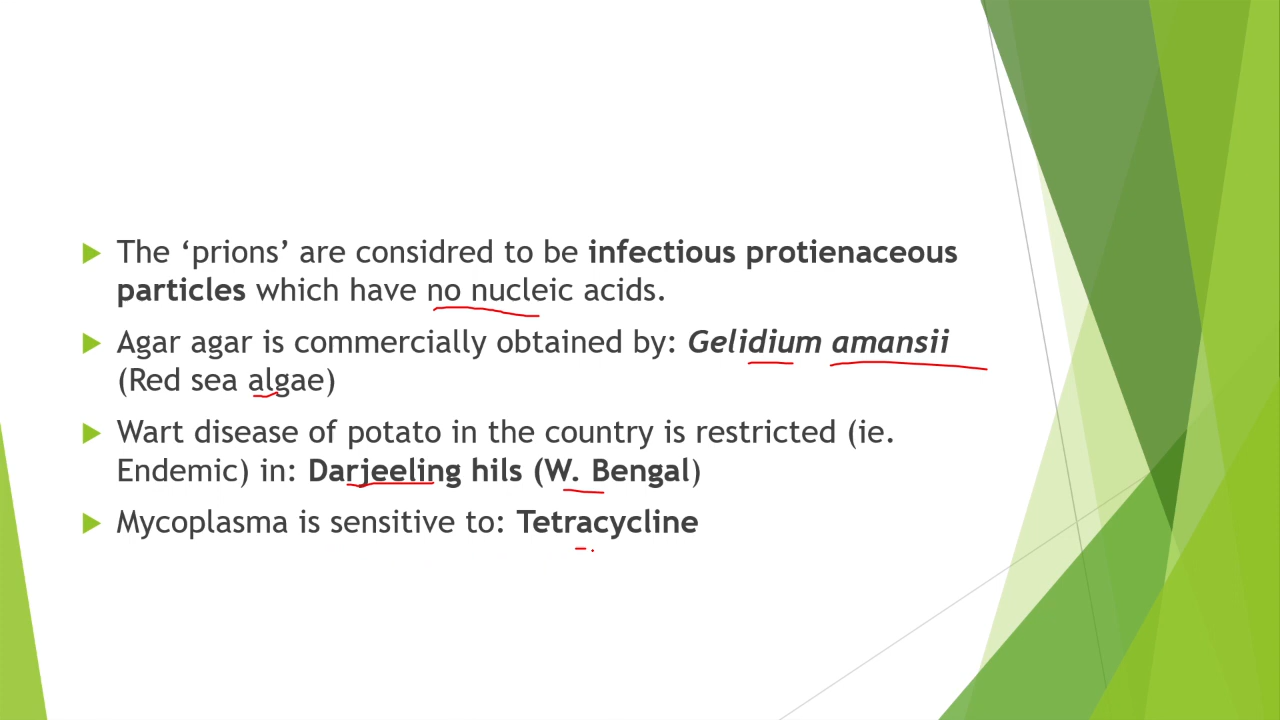 The ‘prions’ are considred to be infectious protienaceous
particles which have no nucleic acids.
Agar agar is commercially obtained by: Gelidium amansii
(Red sea algae)
Wart disease of potato in the country is restricted (ie.
Endemic) in: Darjeeling hils (W. Bengal)
Mycoplasma is sensitive to: Tetracycline